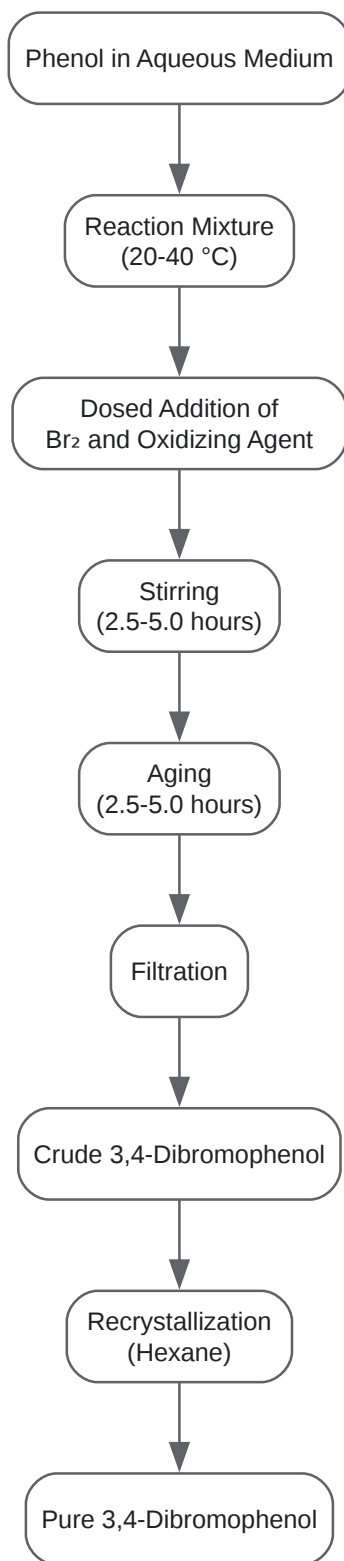 Phenol in Aqueous Medium
Reaction Mixture
(20-40 °C)
Dosed Addition of
Br₂ and Oxidizing Agent
Stirring
(2.5-5.0 hours)
Aging
(2.5-5.0 hours)
Filtration
Crude 3,4-Dibromophenol
Recrystallization
(Hexane)
Pure 3,4-Dibromophenol